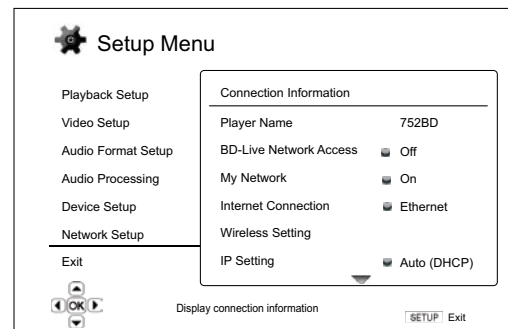 Setup Menu
Playback Setup
Video Setup
Audio Format Setup
Audio Processing
Device Setup
Network Setup
Exit
Connection Information
Player Name 752BD
BD-Live Network Access Off
My Network On
Internet Connection Ethernet
Wireless Setting
IP Setting Auto (DHCP)
OK
Display connection information
SETUP Exit